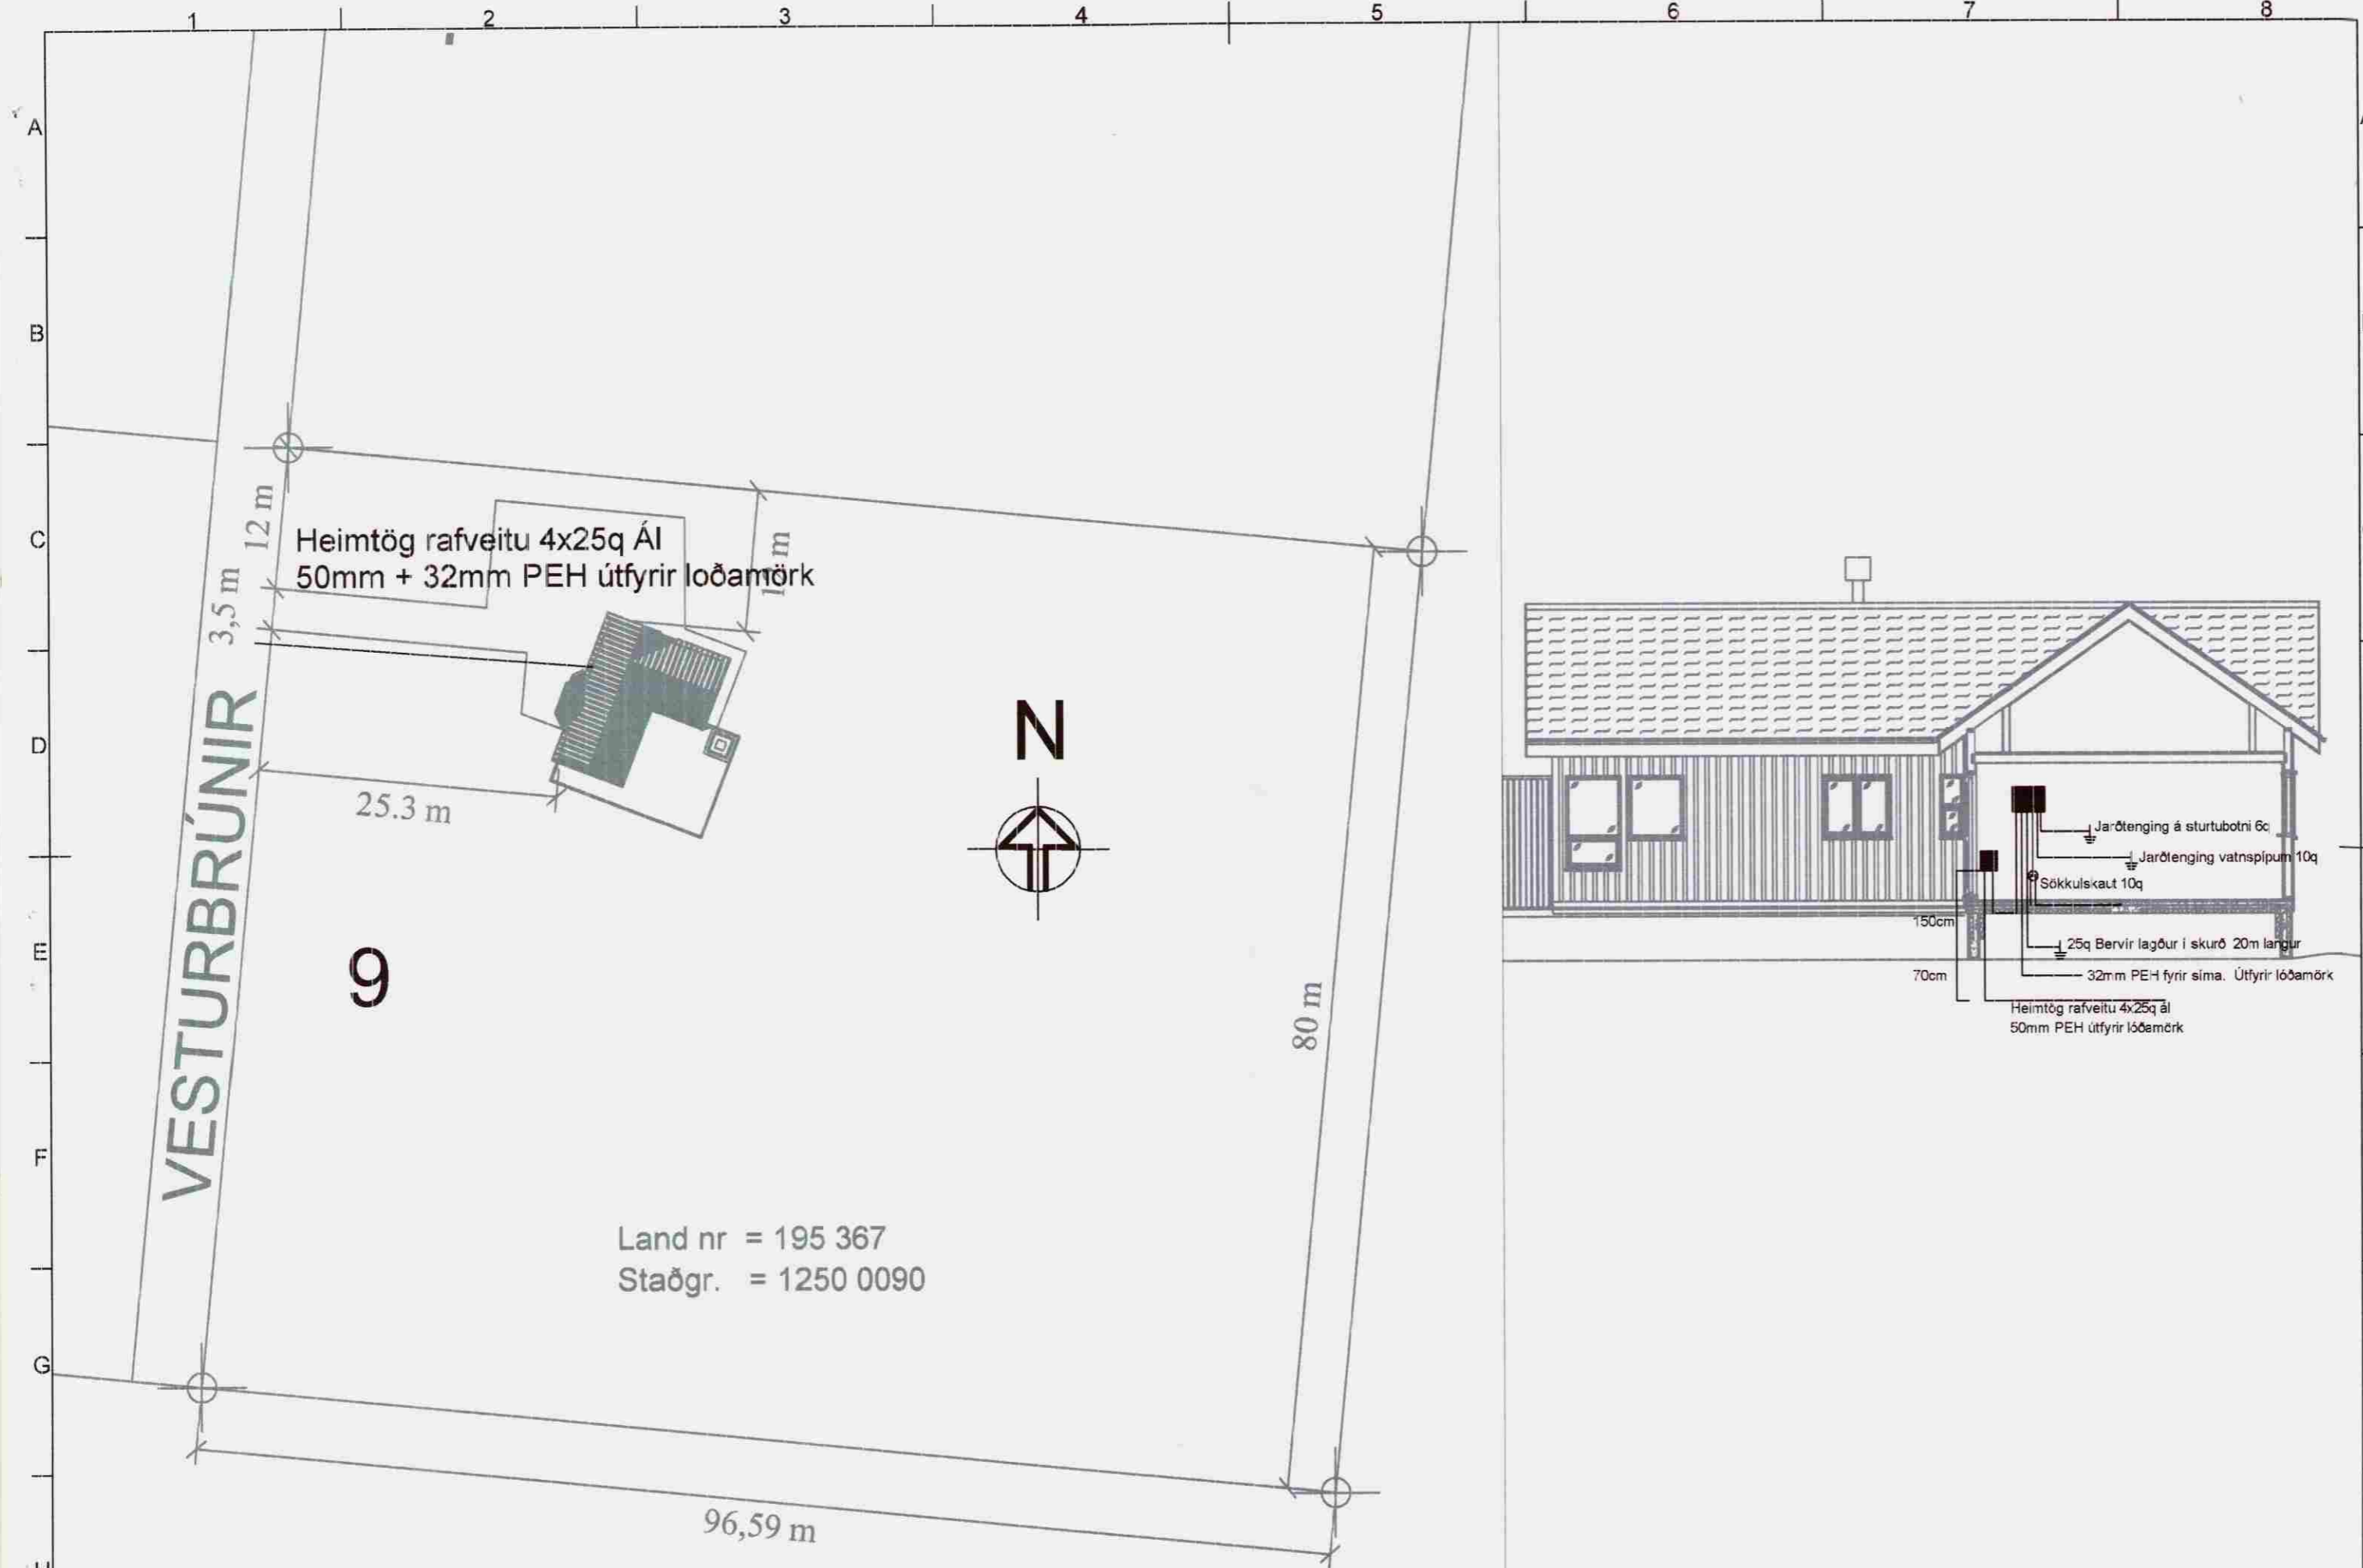 1 2 3 4 5 6 7 8
A
B
C
D
E
F
G
12 m
3,5 m
Heimtög rafveitu 4x25q Ál
50mm + 32mm PEH útfyrir loðamörk
VESTURBRÚNIR
25.3 m
N
9
80 m
Land nr = 195 367
Staðgr. = 1250 0090
96,59 m
Jarðtenging á sturtubotni 6q
Jarðtenging vatnspípum 10q
Sökkulskaut 10q
150cm
25q Bervír lagður í skurð 20m langur
70cm
32mm PEH fyrir síma. Útfyrir lóðamörk
Heimtög rafveitu 4x25q ál
50mm PEH útfyrir lóðamörk